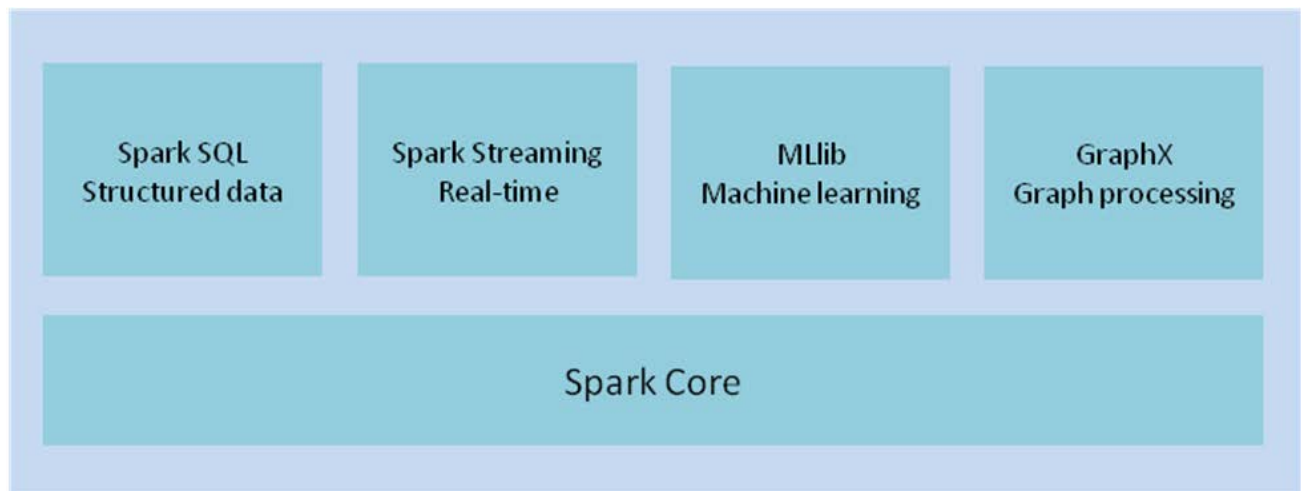 Spark SQL
Structured data
Spark Streaming
Real-time
MLlib
Machine learning
GraphX
Graph processing
Spark Core